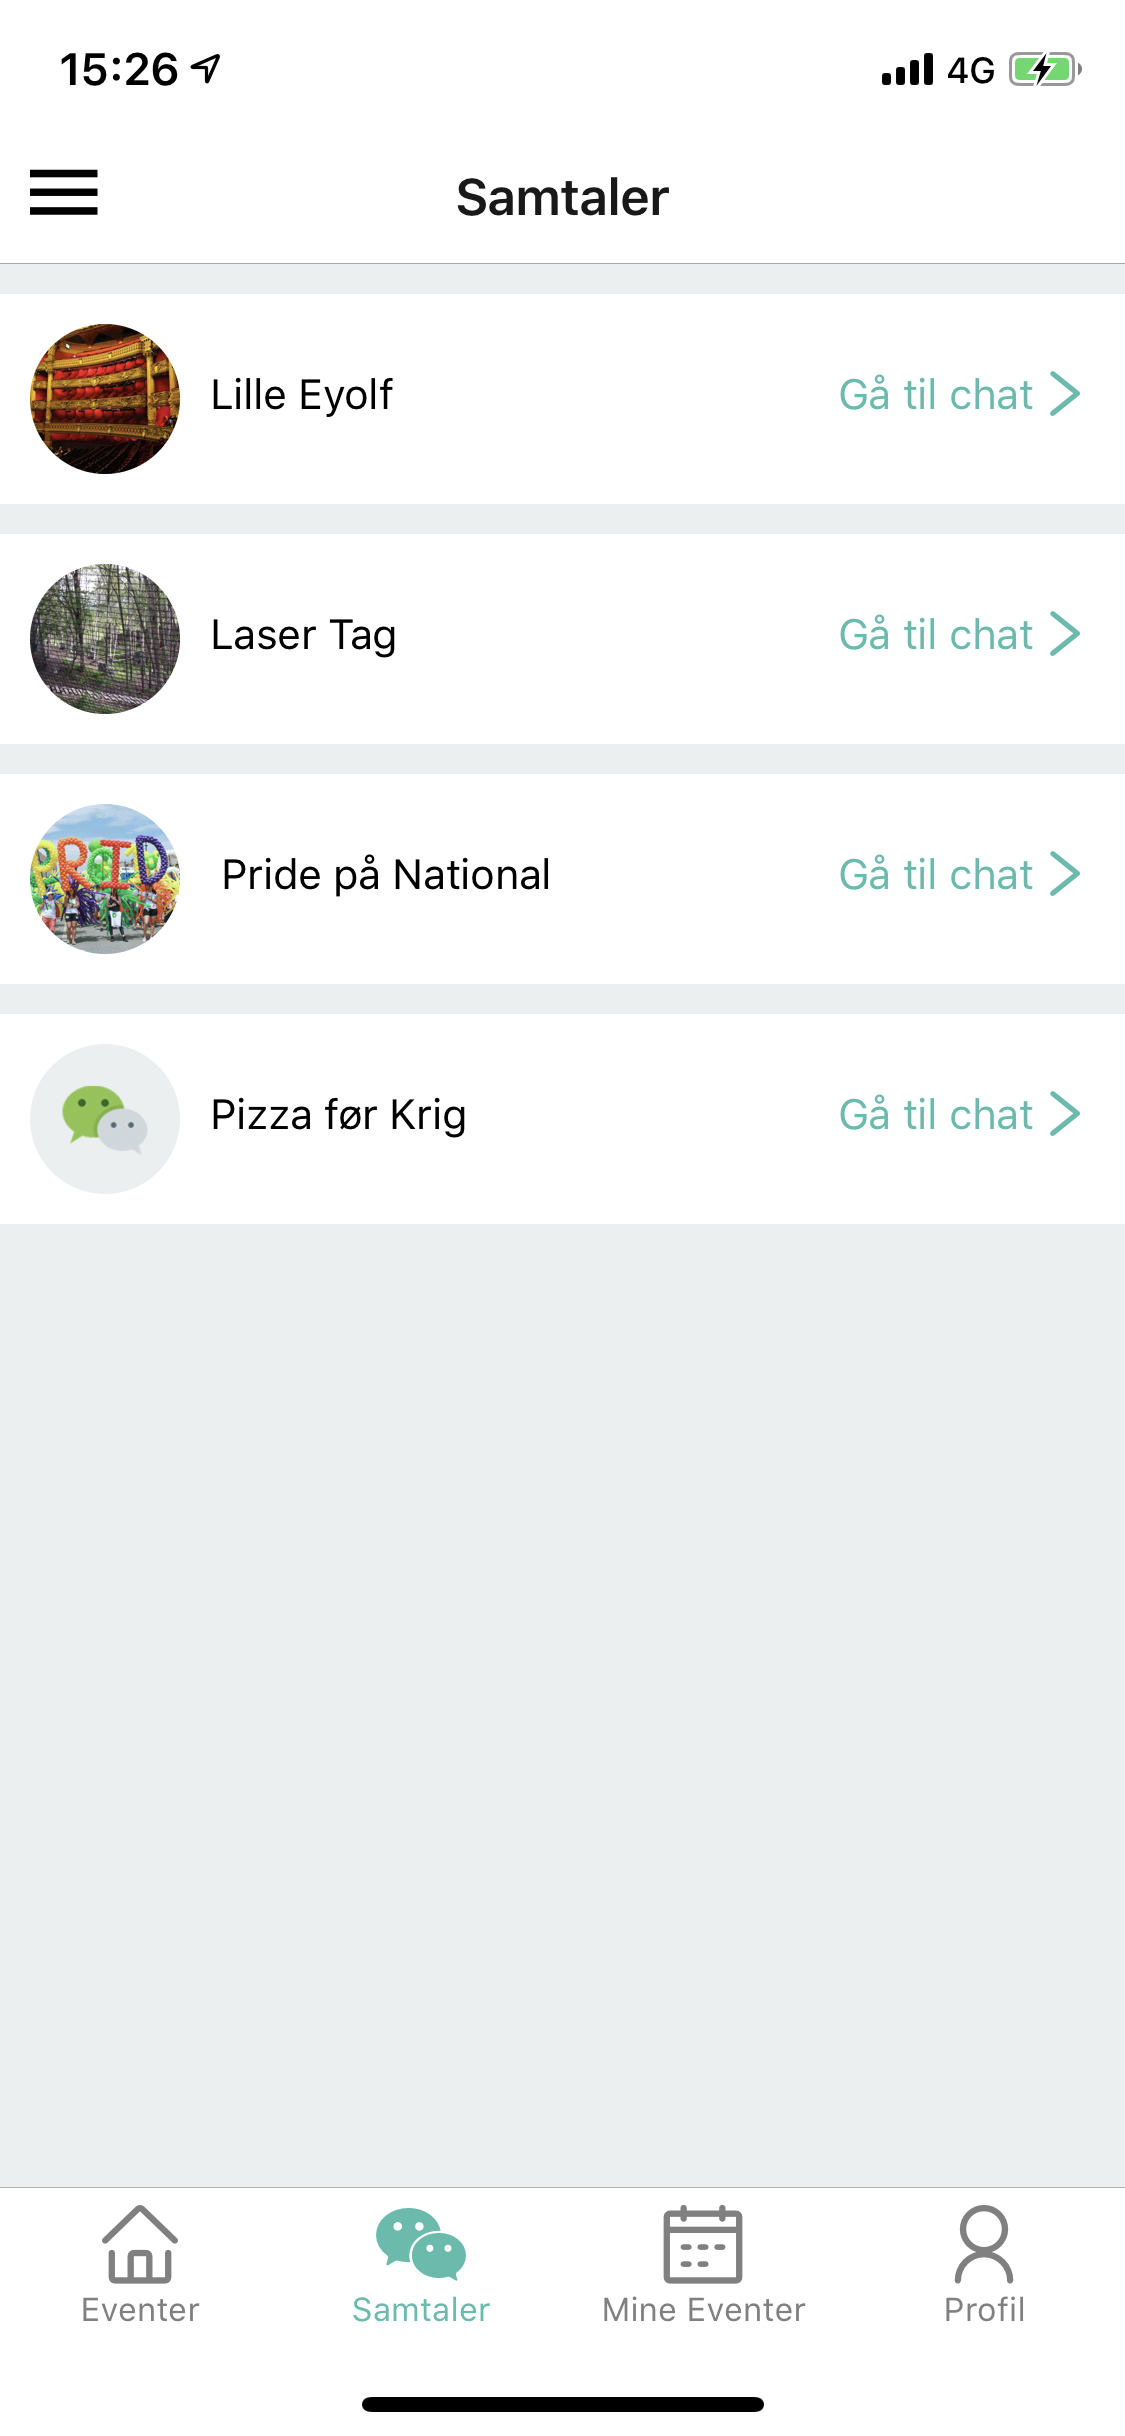 15:26
4G
Samtaler
Lille Eyolf
Gå til chat
Laser Tag
Gå til chat
PRID
Pride på National
Gå til chat
Pizza før Krig
Gå til chat
Eventer
Samtaler
Mine Eventer
Profil